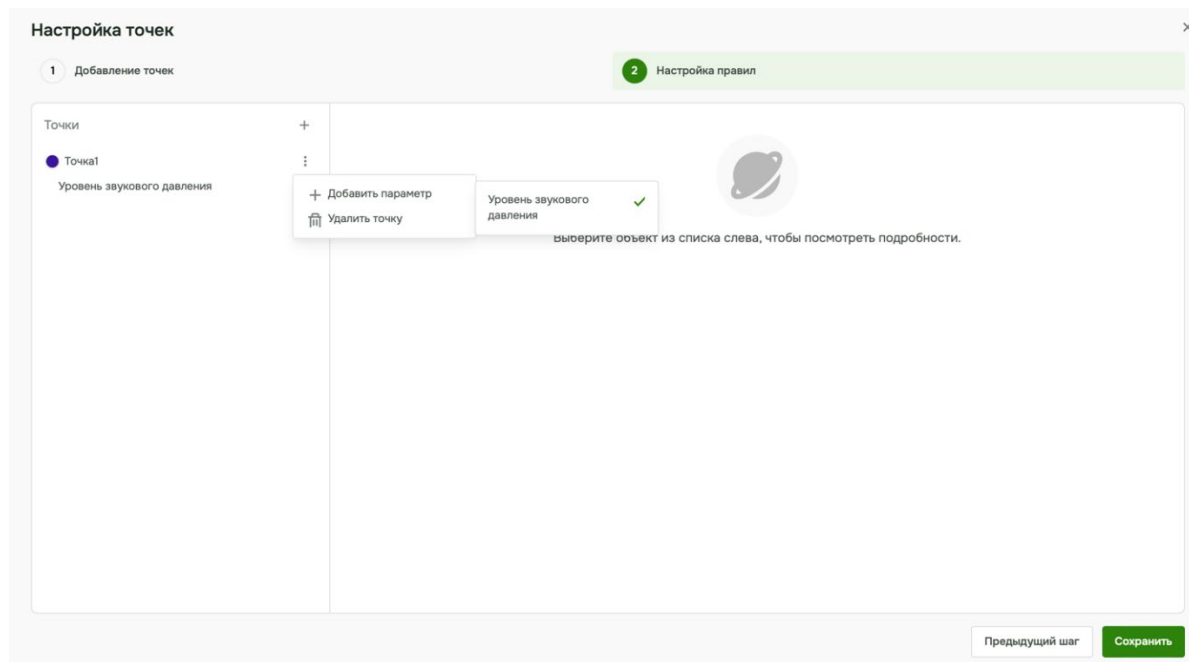 Настройка точек
1 Добавление точек
2 Настройка правил
Точки
Точка1
Уровень звукового давления
Добавить параметр
Удалить точку
Уровень звукового
давления
Выберите объект из списка слева, чтобы посмотреть подробности.
Предыдущий шаг
Сохранить